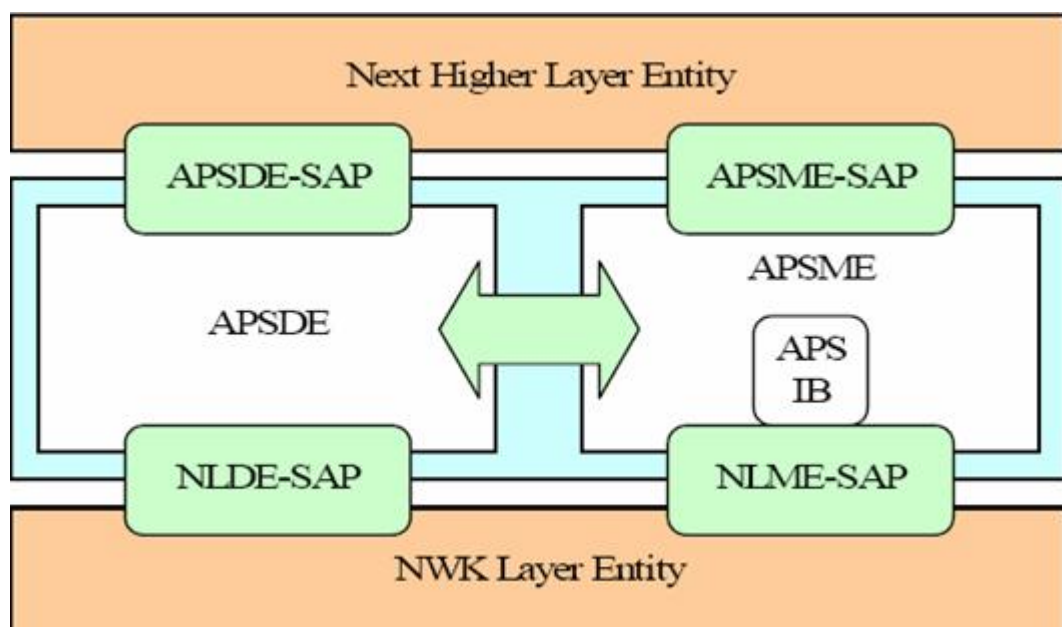 Next Higher Layer Entity
APSDE-SAP
APSME-SAP
APSDE
APSME
APS
IB
NLDE-SAP
NLME-SAP
NWK Layer Entity